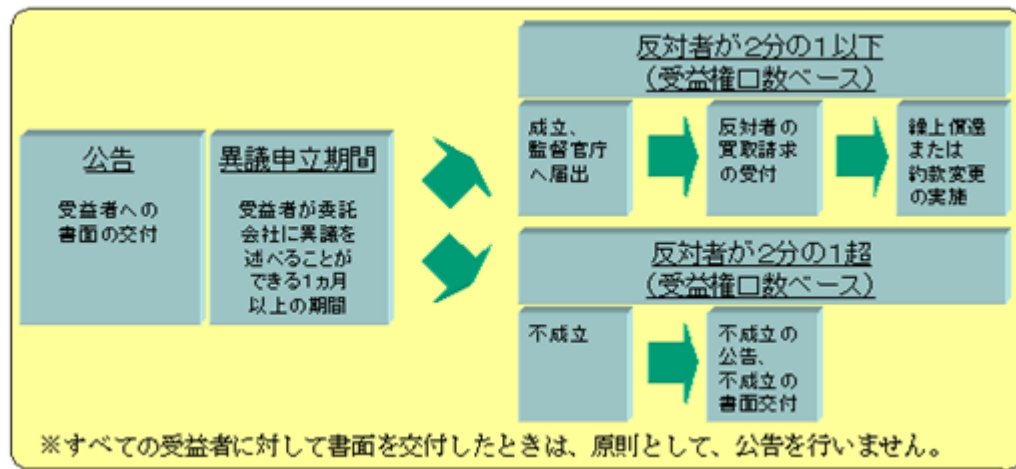 公告
受益者への
書面の交付
異議申立期間
受益者が委託
会社に異議を
述べることが
できる1ヵ月
以上の期間
反対者が2分の1以下
(受益権口数ベース)
成立、
監督官庁
へ届出
反対者の
買取請求
の受付
繰上償還
または
約款変更
の実施
反対者が2分の1超
(受益権口数ベース)
不成立
不成立の
公告、
不成立の
書面交付
※すべての受益者に対して書面を交付したときは、原則として、公告を行いません。